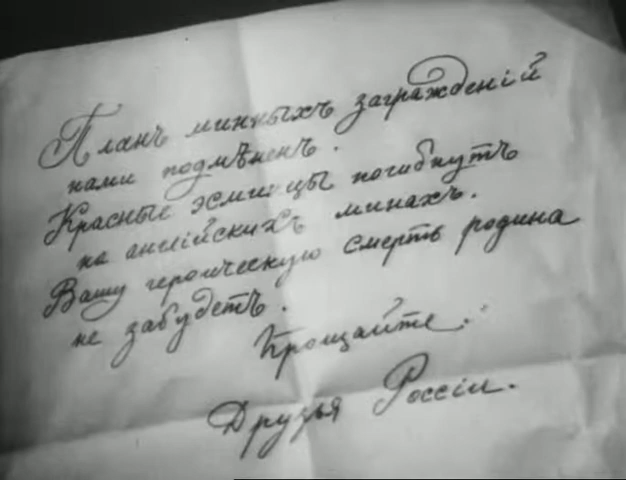 Планъ минныхъ загражденій
нами подмѣненъ.
Красные эсминцы погибнутъ
на англійскихъ минахъ.
Вашу героическую смерть родина
не забудетъ.
Прощайте.
Друзья Россіи.